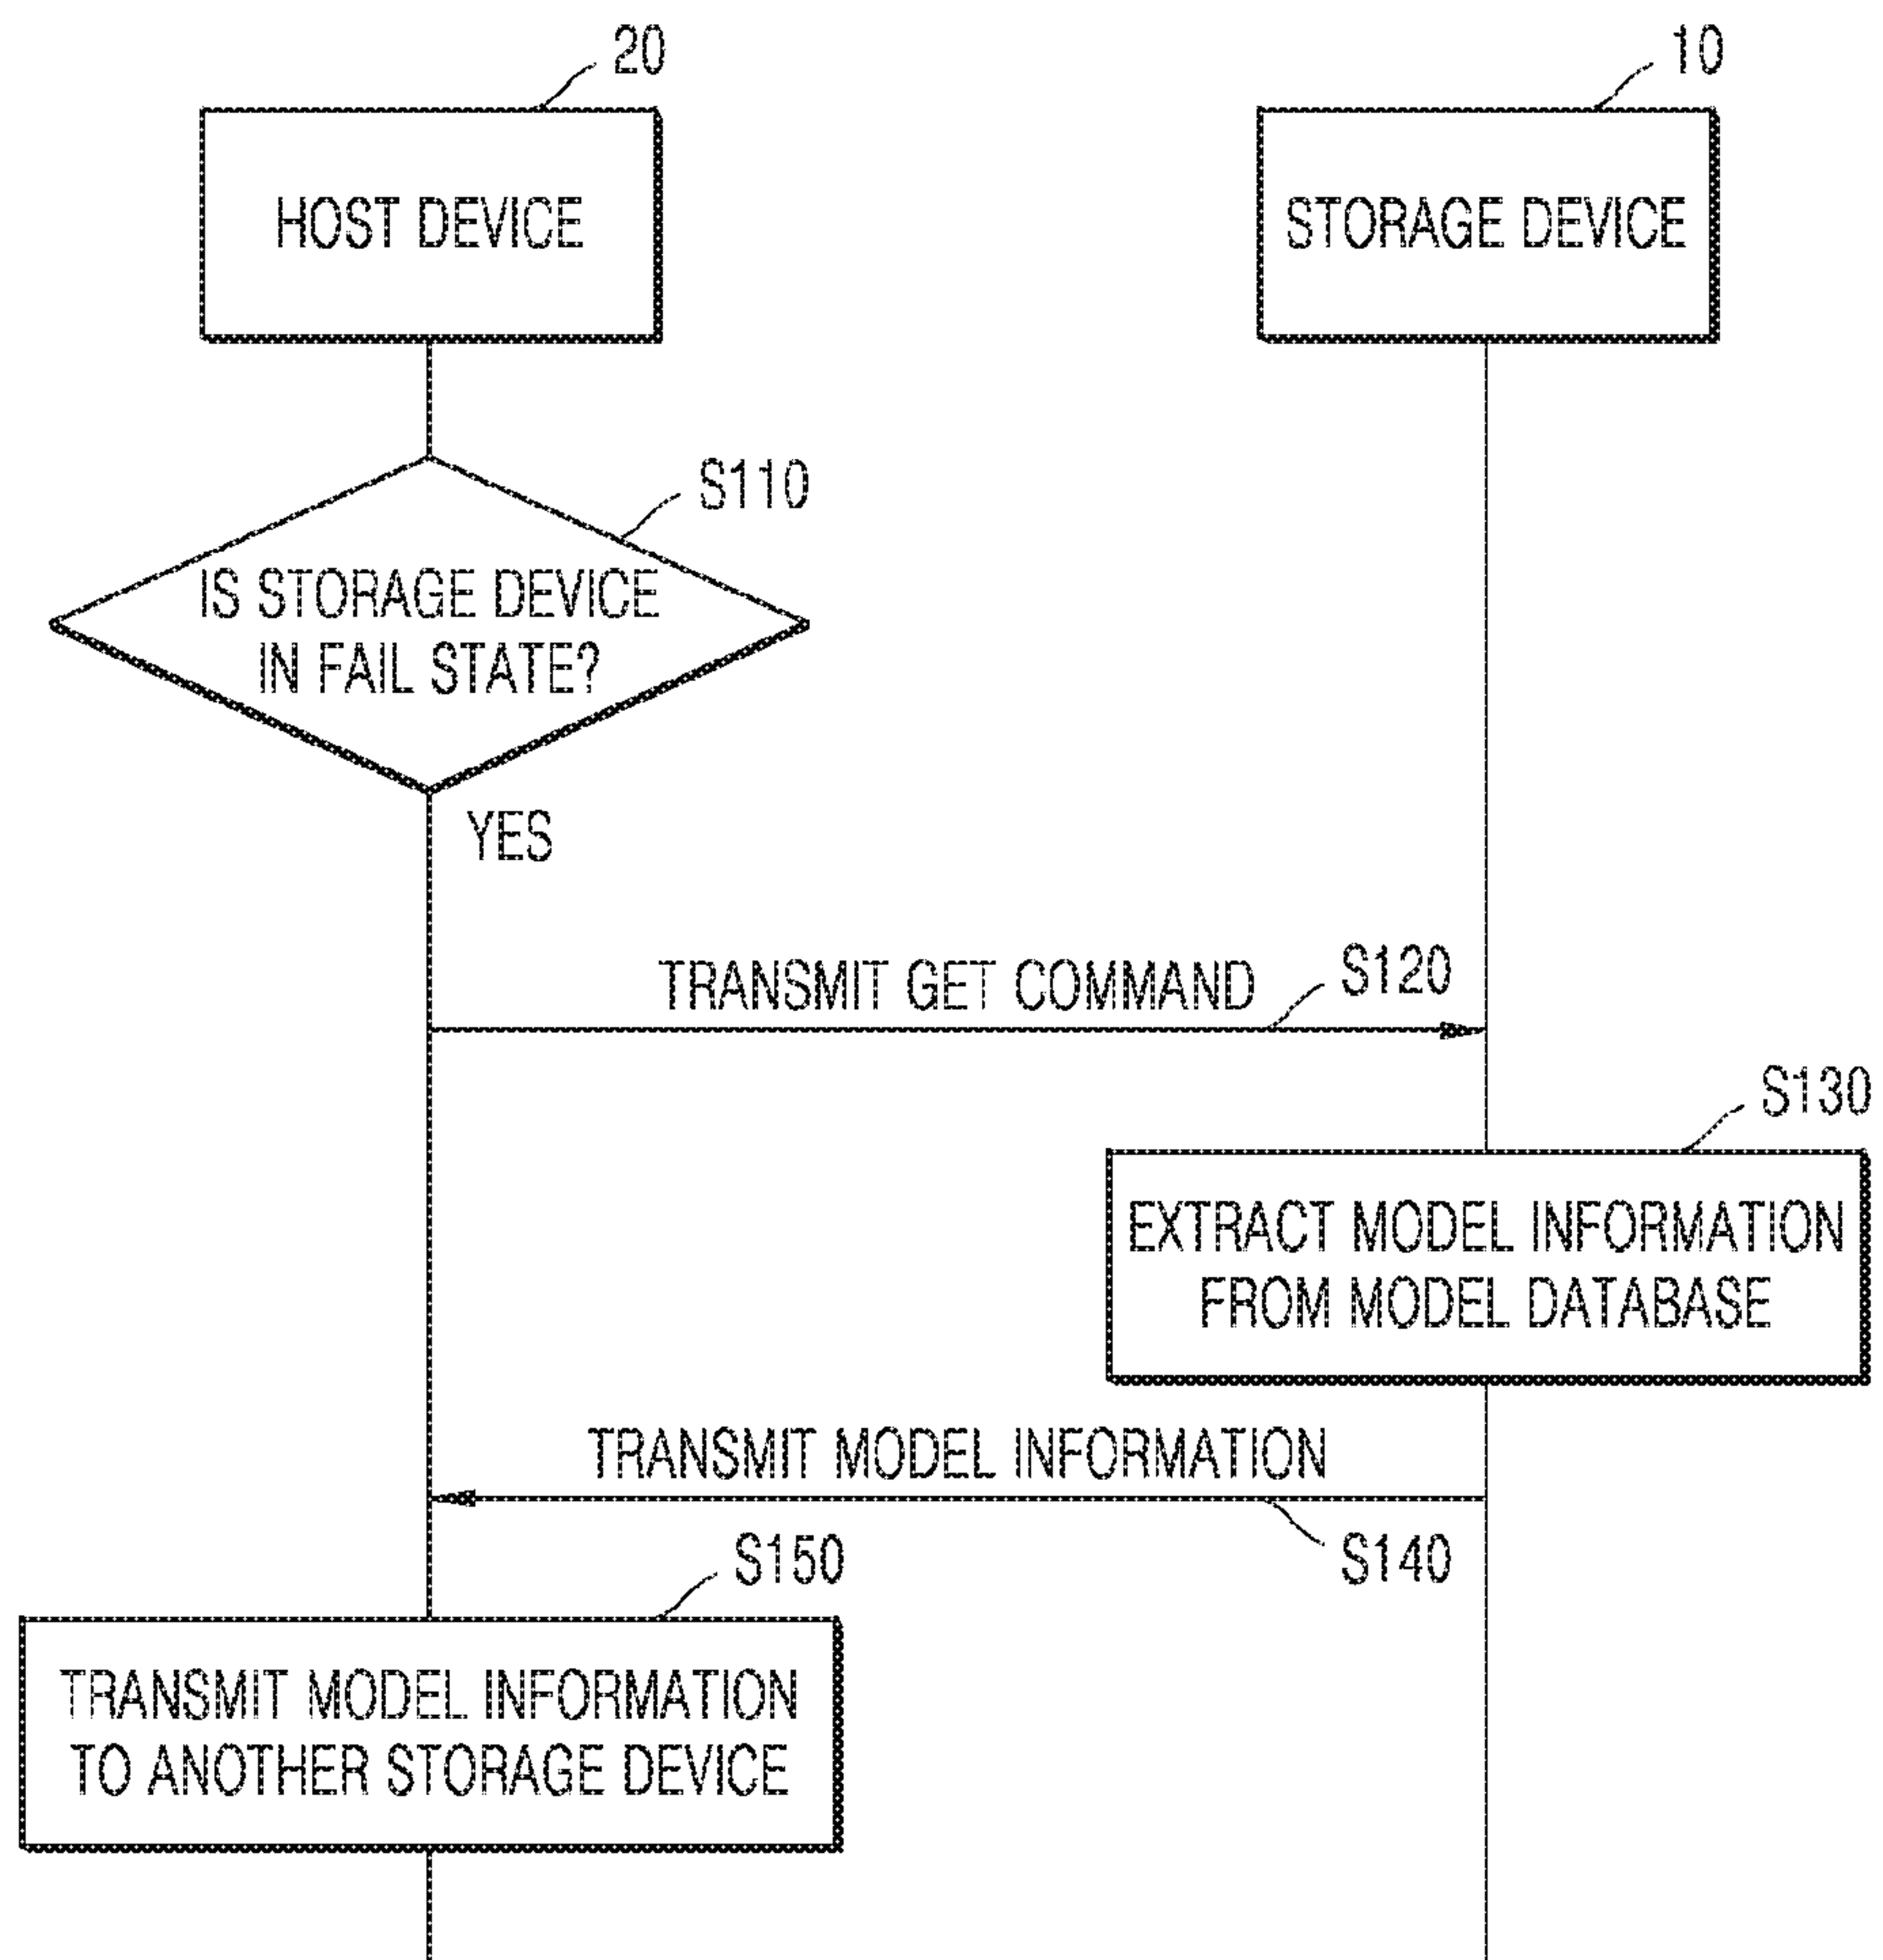 20
10
HOST DEVICE
STORAGE DEVICE
S110
IS STORAGE DEVICE
IN FAIL STATE?
YES
TRANSMIT GET COMMAND
S120
S130
EXTRACT MODEL INFORMATION
FROM MODEL DATABASE
TRANSMIT MODEL INFORMATION
S140
S150
TRANSMIT MODEL INFORMATION
TO ANOTHER STORAGE DEVICE